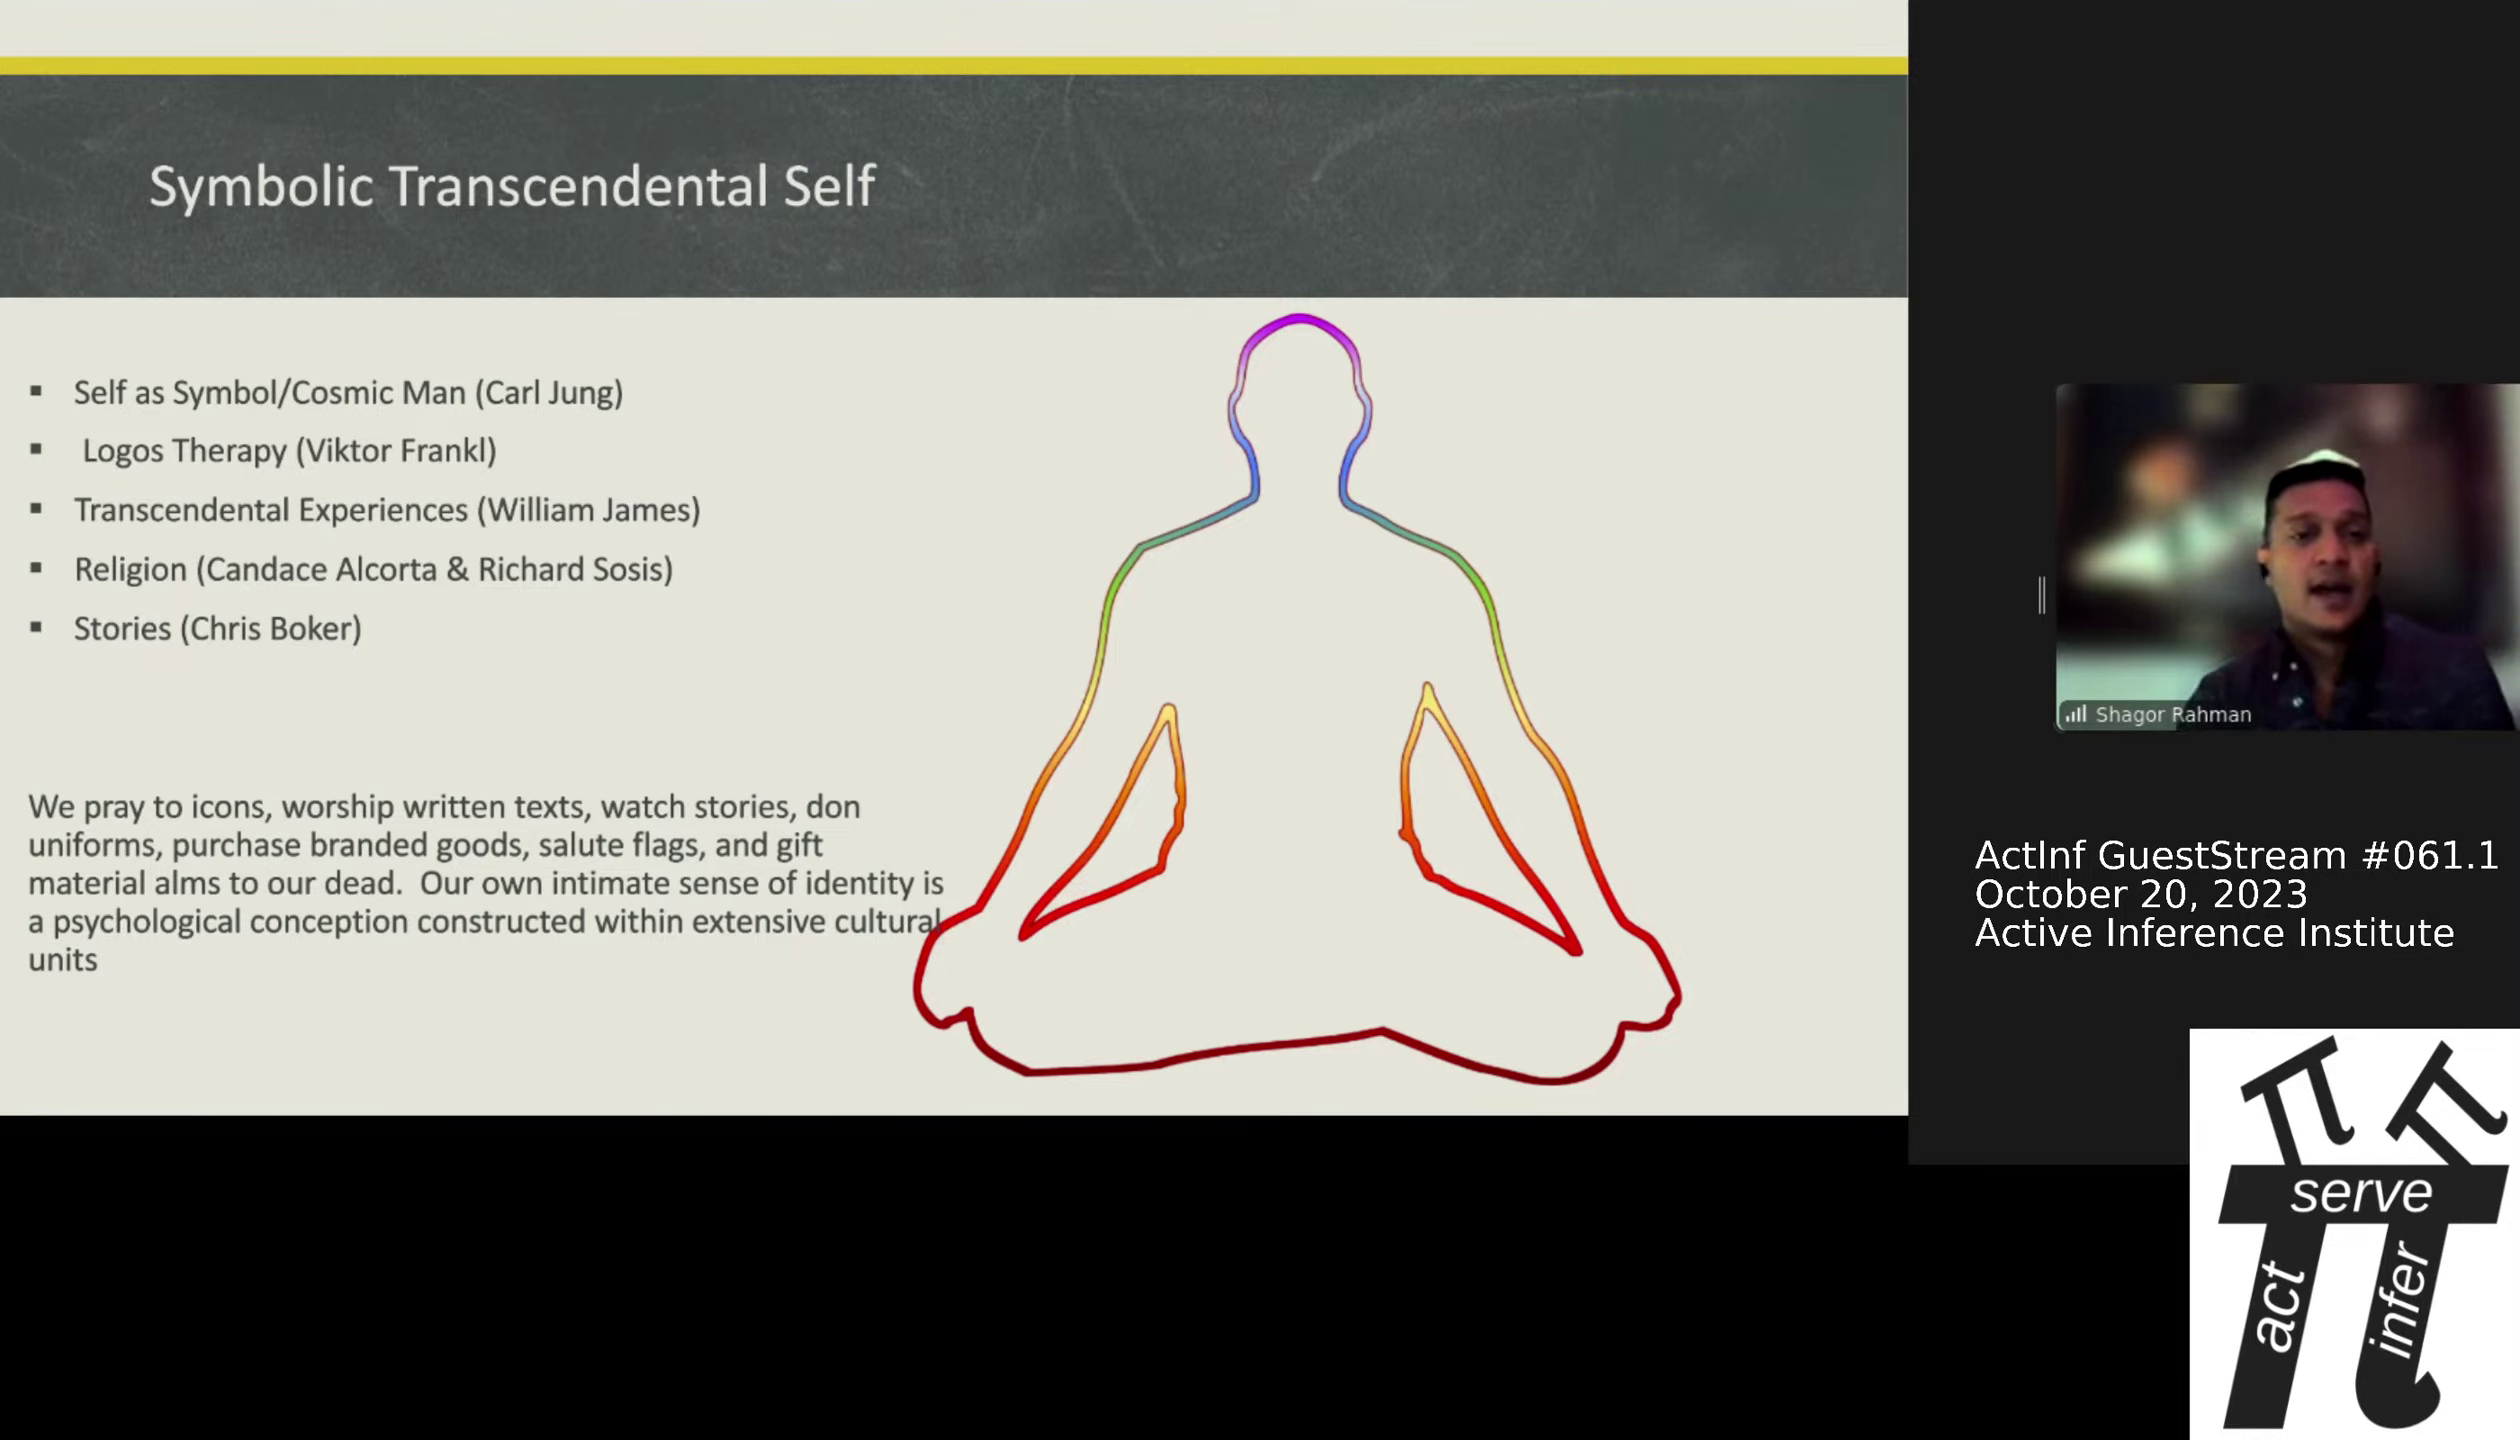 Symbolic Transcendental Self
▪ Self as Symbol/Cosmic Man (Carl Jung)
▪ Logos Therapy (Viktor Frankl)
▪ Transcendental Experiences (William James)
▪ Religion (Candace Alcorta & Richard Sosis)
▪ Stories (Chris Boker)
We pray to icons, worship written texts, watch stories, don
uniforms, purchase branded goods, salute flags, and gift
material alms to our dead.  Our own intimate sense of identity is
a psychological conception constructed within extensive cultural
units
Shagor Rahman
ActInf GuestStream #061.1
October 20, 2023
Active Inference Institute
serve
act
infer